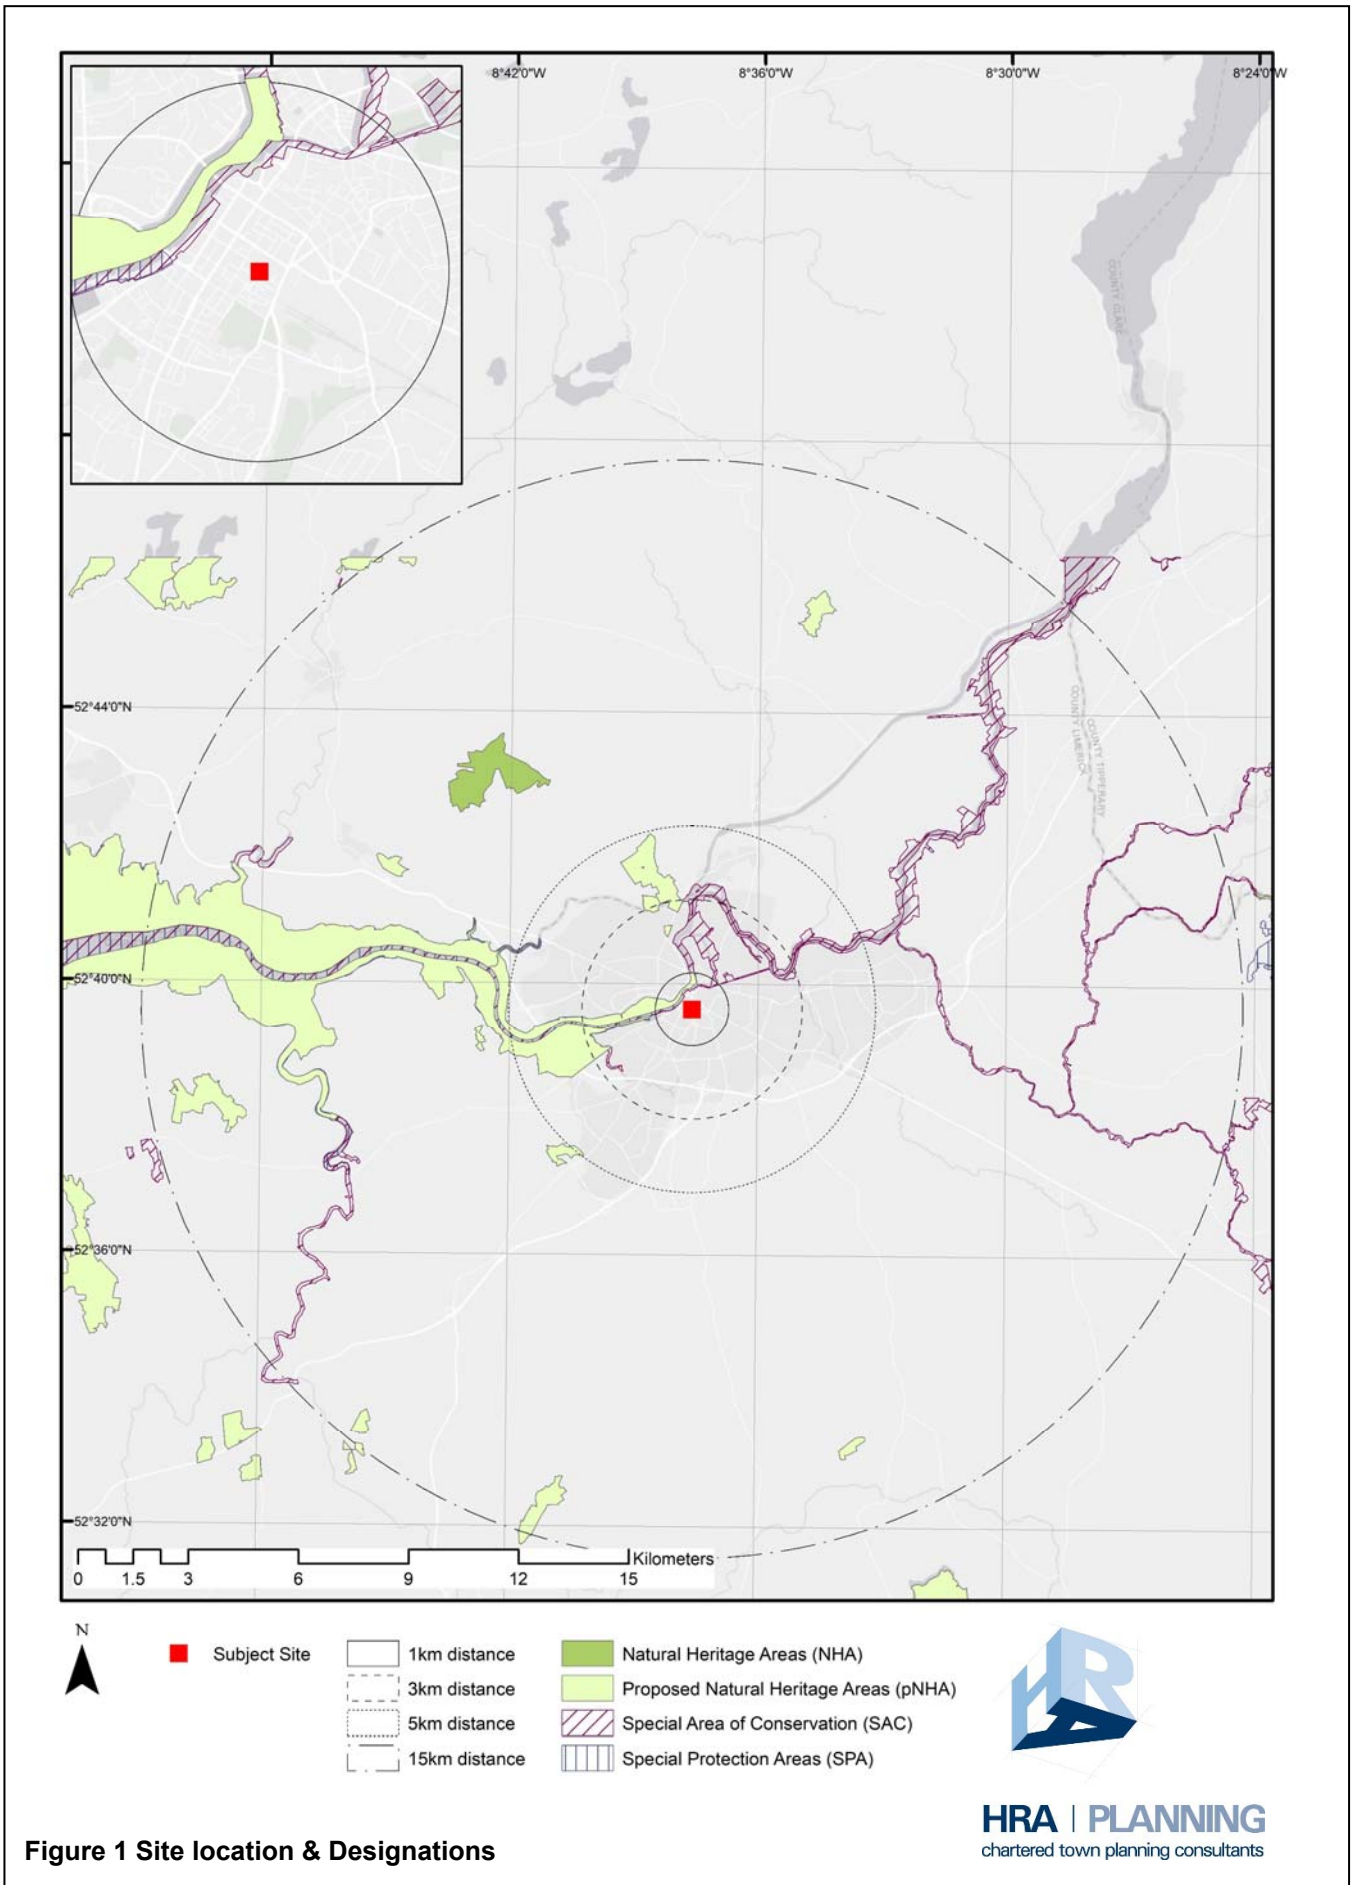 8°42'0"W
8°36'0"W
8°30'0"W
8°24'0"W
COUNTY CLARE
52°44'0"N
COUNTY TIPPERARY
COUNTY LIMERICK
52°40'0"N
52°36'0"N
52°32'0"N
Kilometers
0 1.5 3 6 9 12 15
N
Subject Site
1km distance
3km distance
5km distance
15km distance
Natural Heritage Areas (NHA)
Proposed Natural Heritage Areas (pNHA)
Special Area of Conservation (SAC)
Special Protection Areas (SPA)
HRA
HRA | PLANNING
chartered town planning consultants
Figure 1 Site location & Designations